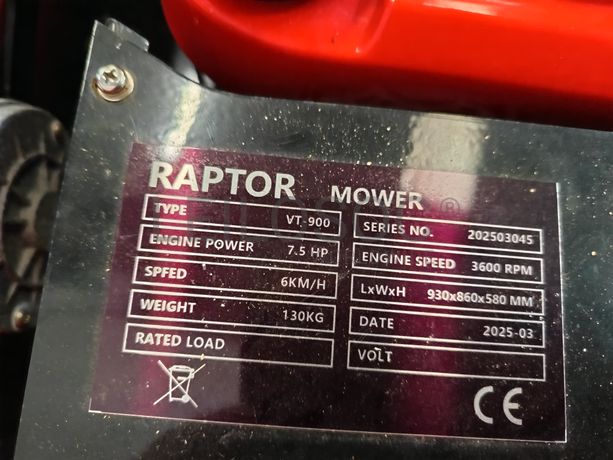 RAPTOR MOWER
TYPE VT-900
SERIES NO. 202503045
ENGINE POWER 7.5 HP
ENGINE SPEED 3600 RPM
SPFED 6KM/H
LxWxH 930x860x580 MM
WEIGHT 130KG
DATE 2025-03
RATED LOAD
VOLT
CE